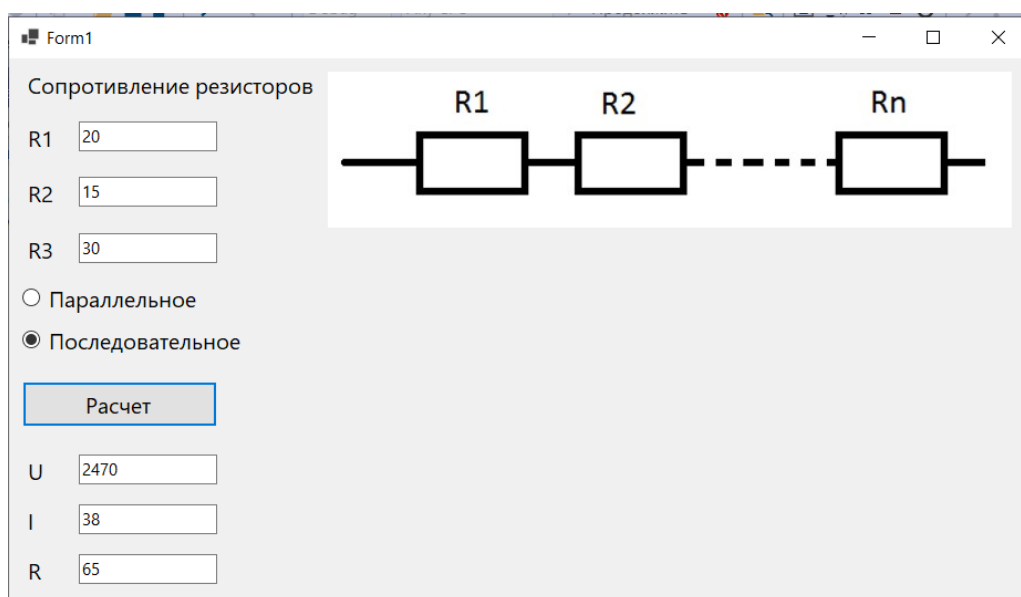 Form1
Сопротивление резисторов
R1 20
R2 15
R3 30
Параллельное
Последовательное
Расчет
U 2470
I 38
R 65
R1 R2 Rn